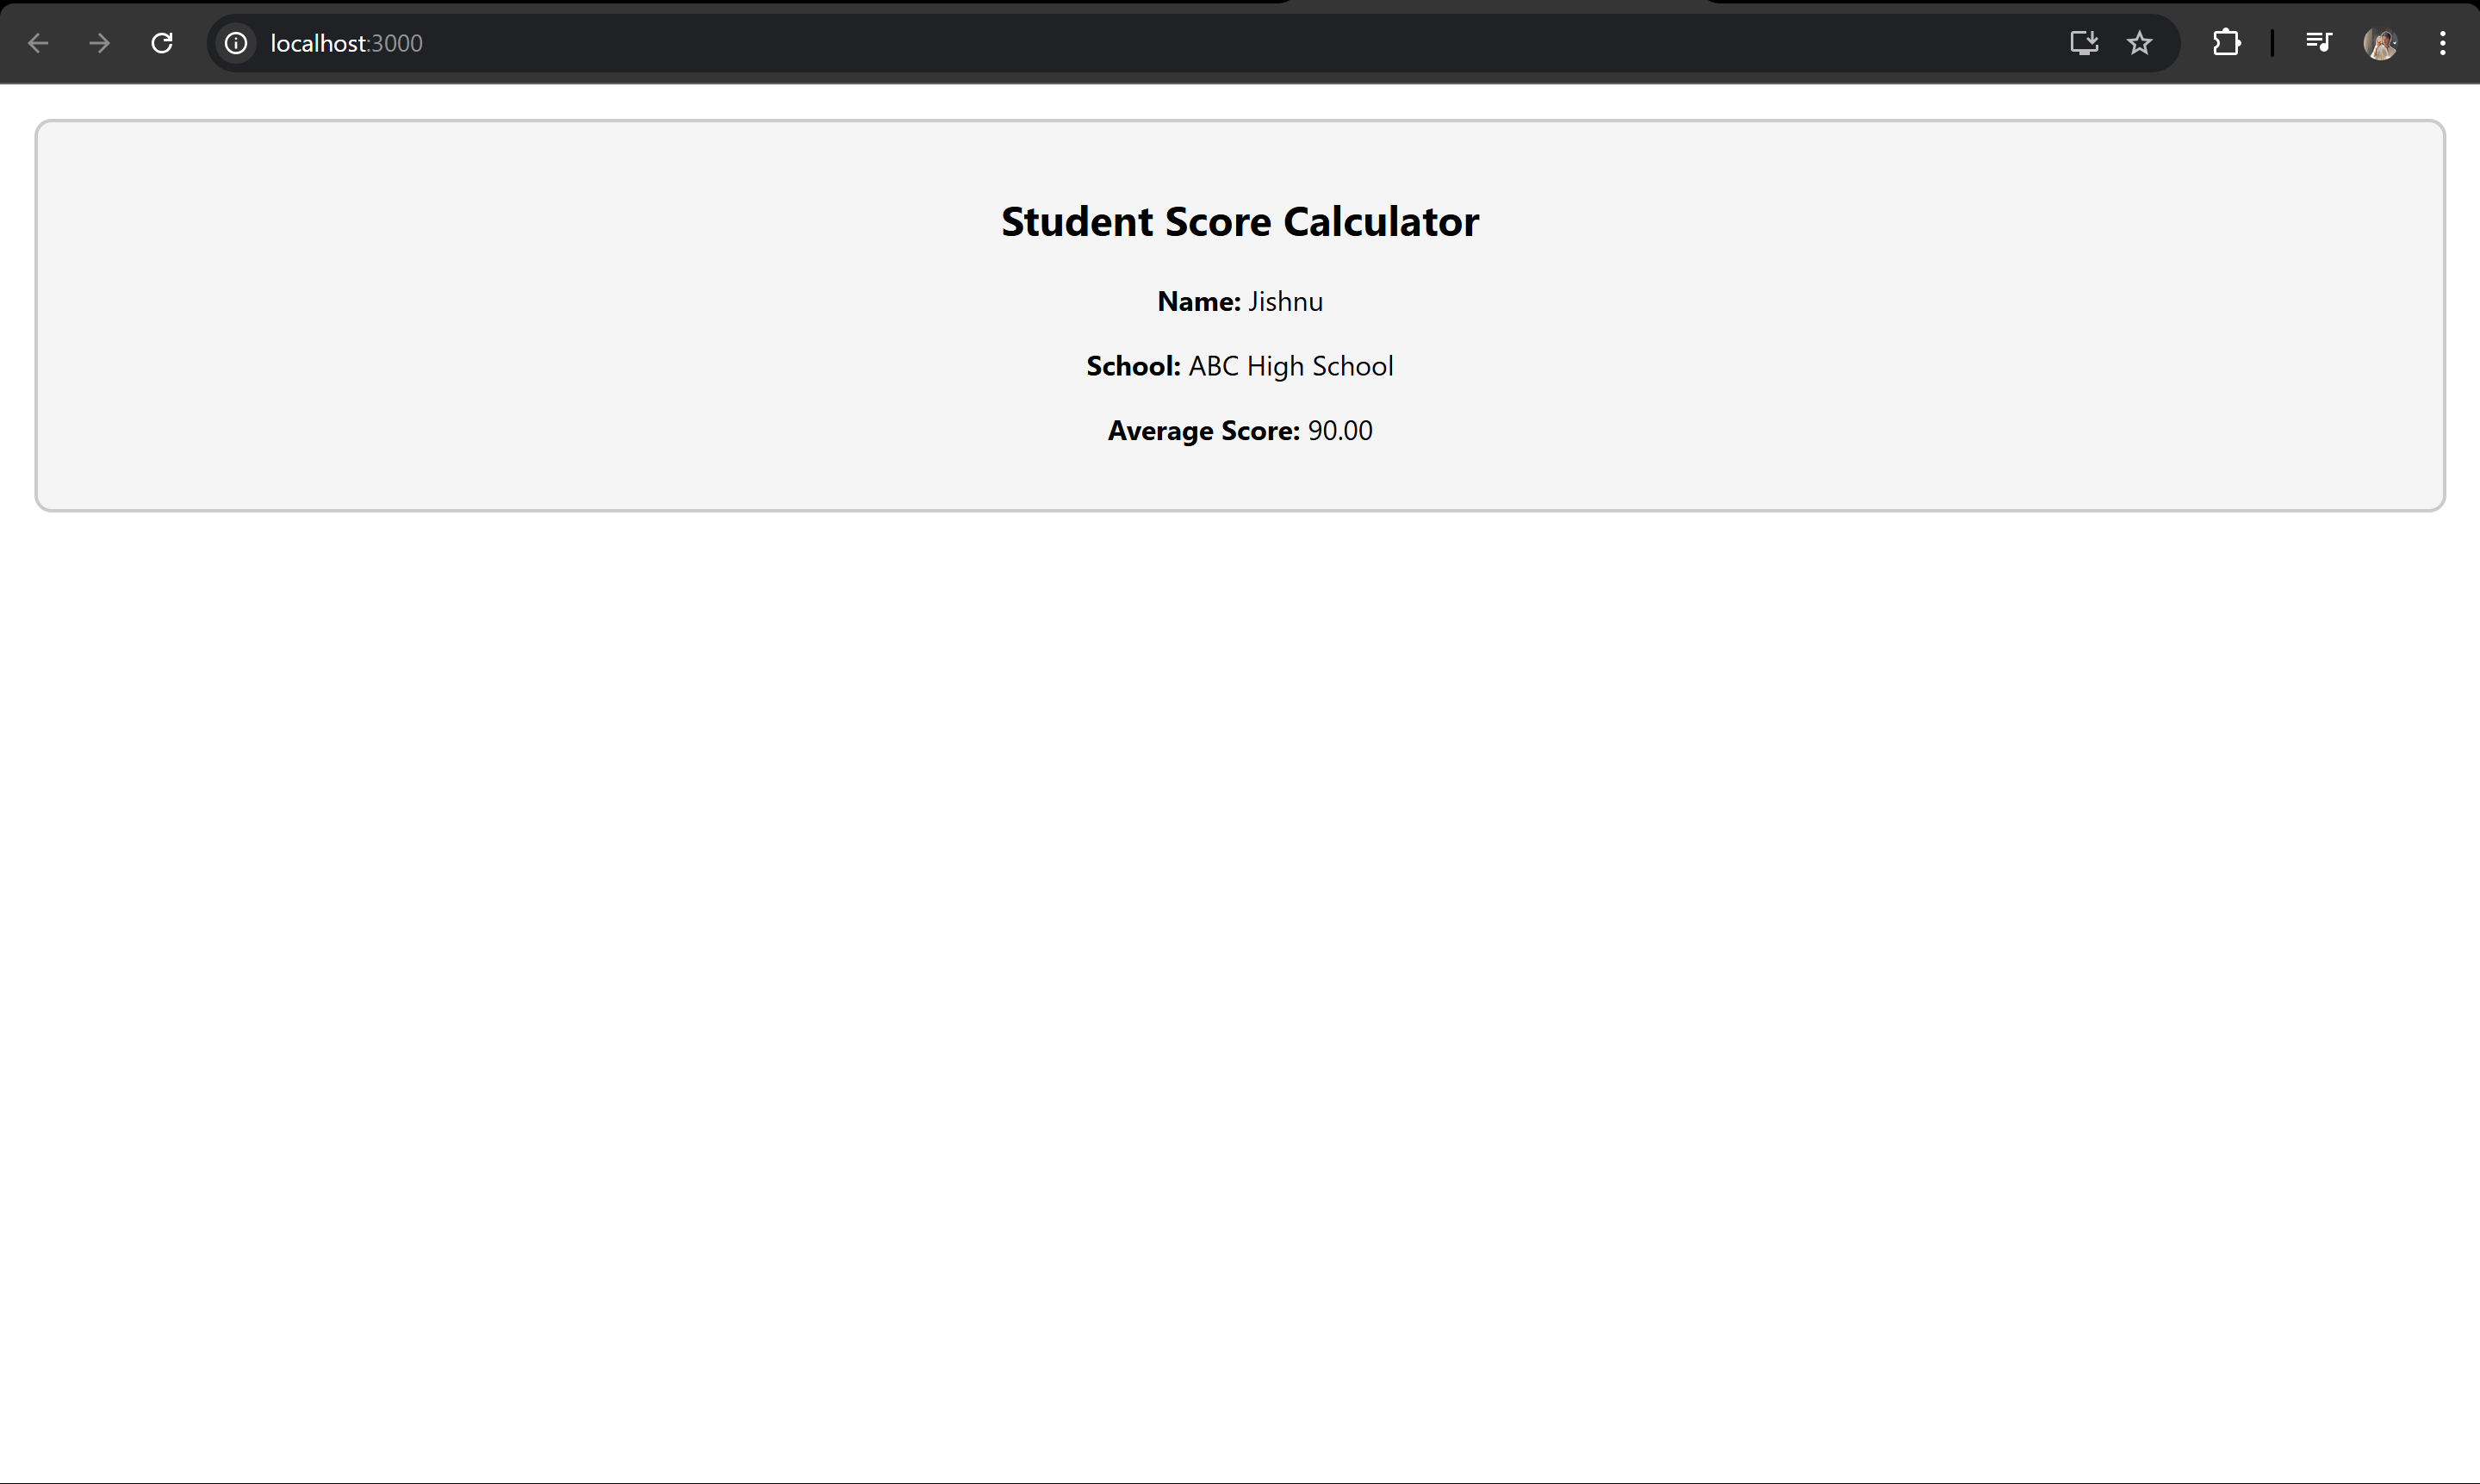 localhost:3000
Student Score Calculator
Name: Jishnu
School: ABC High School
Average Score: 90.00